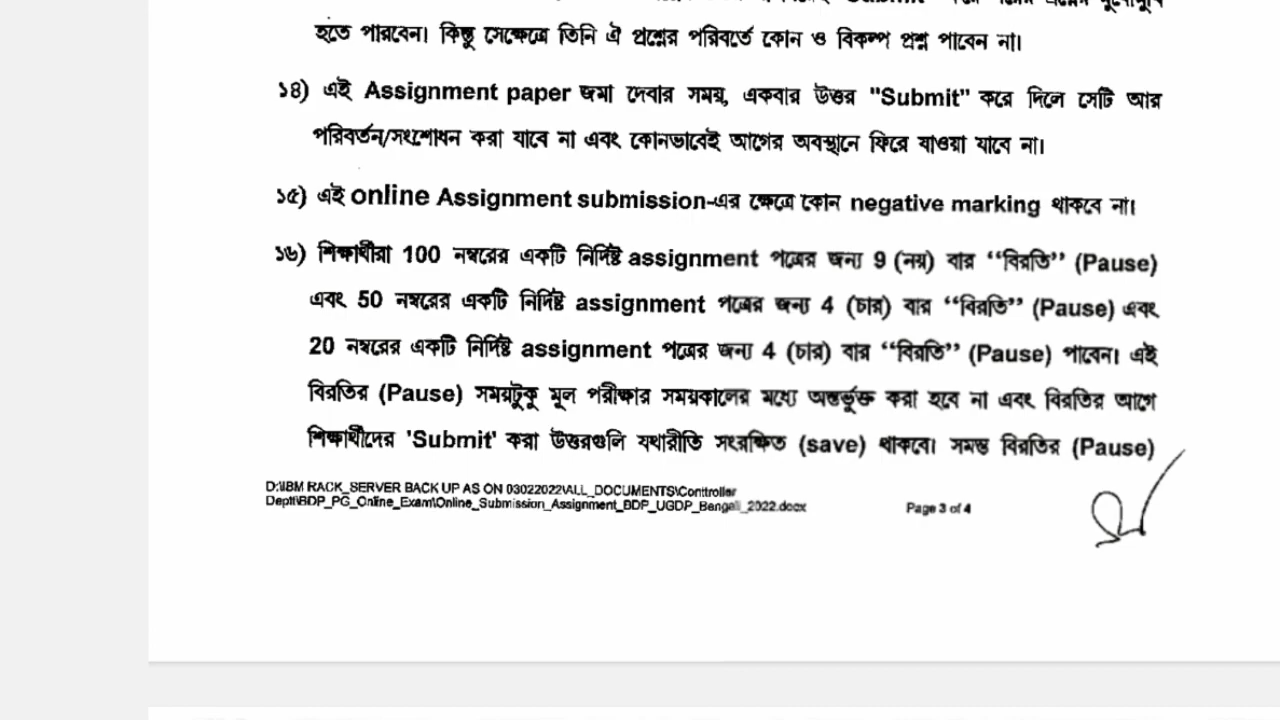 হতে পারবেন। কিন্তু সেক্ষেত্রে তিনি ঐ প্রশ্নের পরিবর্তে কোন ও বিকল্প প্রশ্ন পাবেন না।
১৪) এই Assignment paper জমা দেবার সময়, একবার উত্তর "Submit" করে দিলে সেটি আর
পরিবর্তন/সংশোধন করা যাবে না এবং কোনভাবেই আগের অবস্থানে ফিরে যাওয়া যাবে না।
১৫) এই online Assignment submission-এর ক্ষেত্রে কোন negative marking থাকবে না।
১৬) শিক্ষার্থীরা 100 নম্বরের একটি নির্দিষ্ট assignment পত্রের জন্য 9 (নয়) বার “বিরতি” (Pause)
এবং 50 নম্বরের একটি নির্দিষ্ট assignment পত্রের জন্য 4 (চার) বার “বিরতি” (Pause) এবং
20 নম্বরের একটি নির্দিষ্ট assignment পত্রের জন্য 4 (চার) বার “বিরতি” (Pause) পাবেন। এই
বিরতির (Pause) সময়টুকু মূল পরীক্ষার সময়কালের মধ্যে অন্তর্ভুক্ত করা হবে না এবং বিরতির আগে
শিক্ষার্থীদের 'Submit' করা উত্তরগুলি যথারীতি সংরক্ষিত (save) থাকবে। সমস্ত বিরতির (Pause)
D:\IBM RACK_SERVER BACK UP AS ON 03022022\ALL_DOCUMENTS\Conttroller
Deptt\BDP_PG_Online_Exam\Online_Submission_Assignment_BDP_UGDP_Bengali_2022.docx
Page 3 of 4